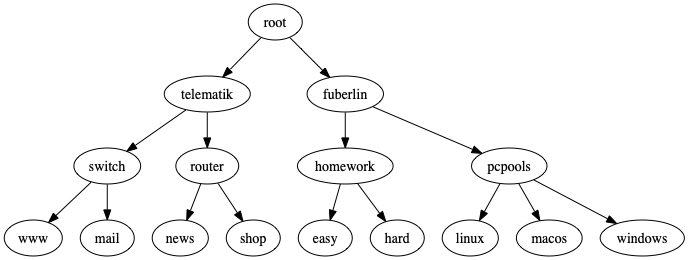 root
telematik
fuberlin
switch
router
homework
pcpools
www
mail
news
shop
easy
hard
linux
macos
windows